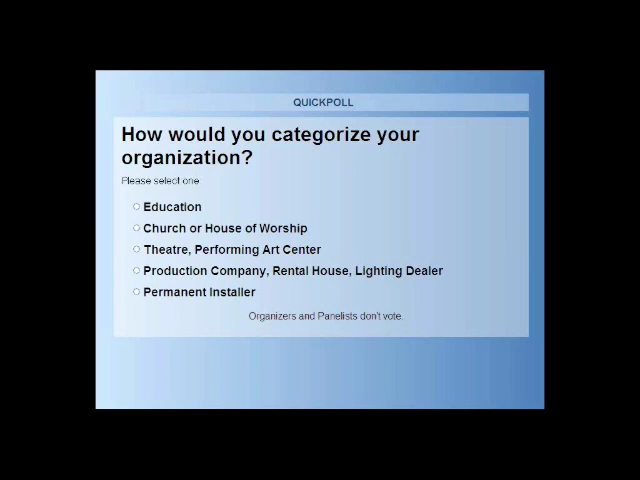 QUICKPOLL
How would you categorize your
organization?
Please select one
Education
Church or House of Worship
Theatre, Performing Art Center
Production Company, Rental House, Lighting Dealer
Permanent Installer
Organizers and Panelists don't vote.